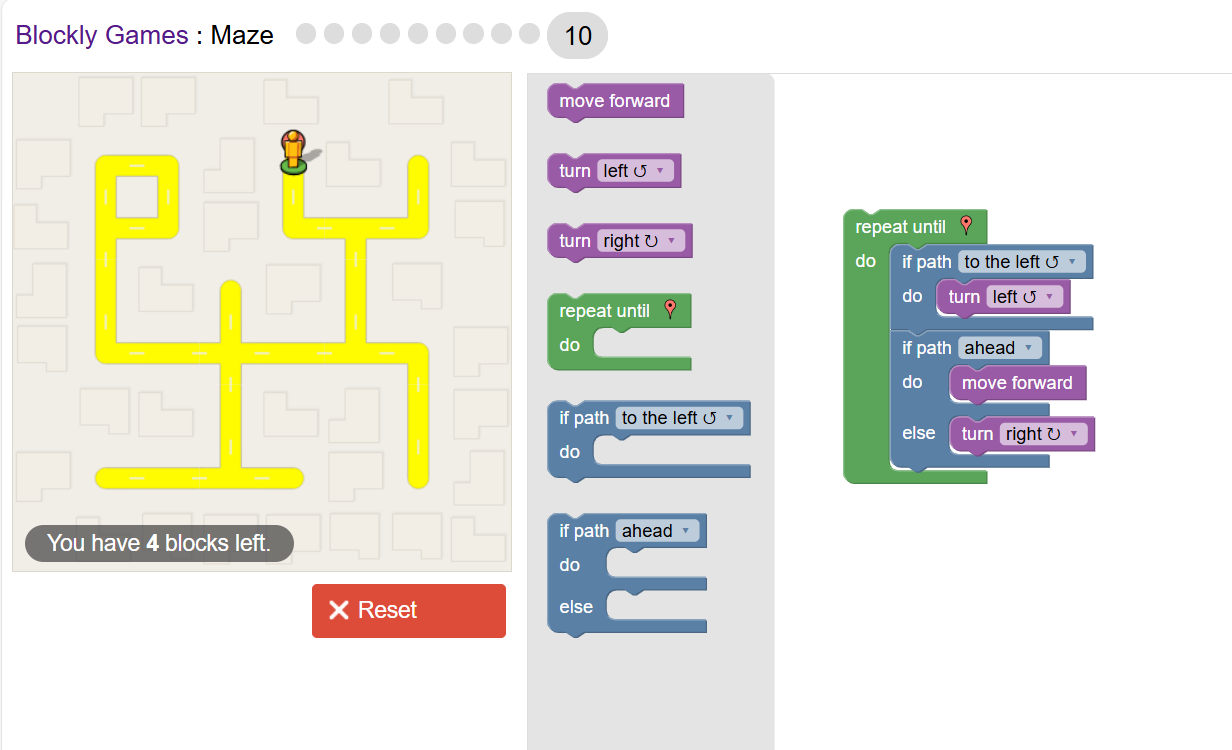 Blockly Games : Maze 10
You have 4 blocks left.
Reset
move forward
turn left ↺ ▼
turn right ↻ ▼
repeat until
do
if path to the left ↺ ▼
do
if path ahead ▼
do
else
repeat until
do if path to the left ↺ ▼
do turn left ↺ ▼
if path ahead ▼
do move forward
else turn right ↻ ▼